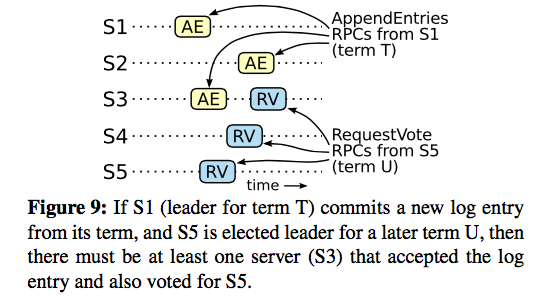 S1 AE AppendEntries
RPCs from S1
S2 AE (term T)
S3 AE RV
S4 RV RequestVote
RPCs from S5
S5 RV (term U)
time
Figure 9: If S1 (leader for term T) commits a new log entry
from its term, and S5 is elected leader for a later term U, then
there must be at least one server (S3) that accepted the log
entry and also voted for S5.